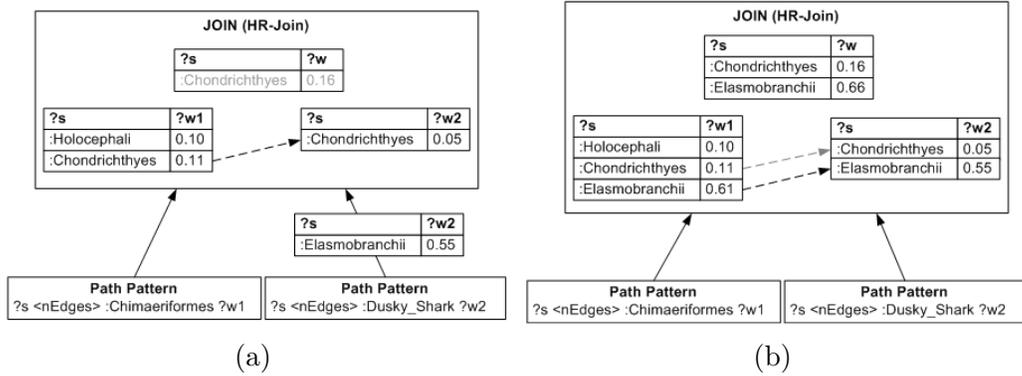 JOIN (HR-Join)
?s ?w
:Chondrichthyes 0.16
?s ?w1
:Holocephali 0.10
:Chondrichthyes 0.11
?s ?w2
:Chondrichthyes 0.05
?s ?w2
:Elasmobranchii 0.55
Path Pattern
?s <nEdges> :Chimaeriformes ?w1
Path Pattern
?s <nEdges> :Dusky_Shark ?w2
(a)
JOIN (HR-Join)
?s ?w
:Chondrichthyes 0.16
:Elasmobranchii 0.66
?s ?w1
:Holocephali 0.10
:Chondrichthyes 0.11
:Elasmobranchii 0.61
?s ?w2
:Chondrichthyes 0.05
:Elasmobranchii 0.55
Path Pattern
?s <nEdges> :Chimaeriformes ?w1
Path Pattern
?s <nEdges> :Dusky_Shark ?w2
(b)